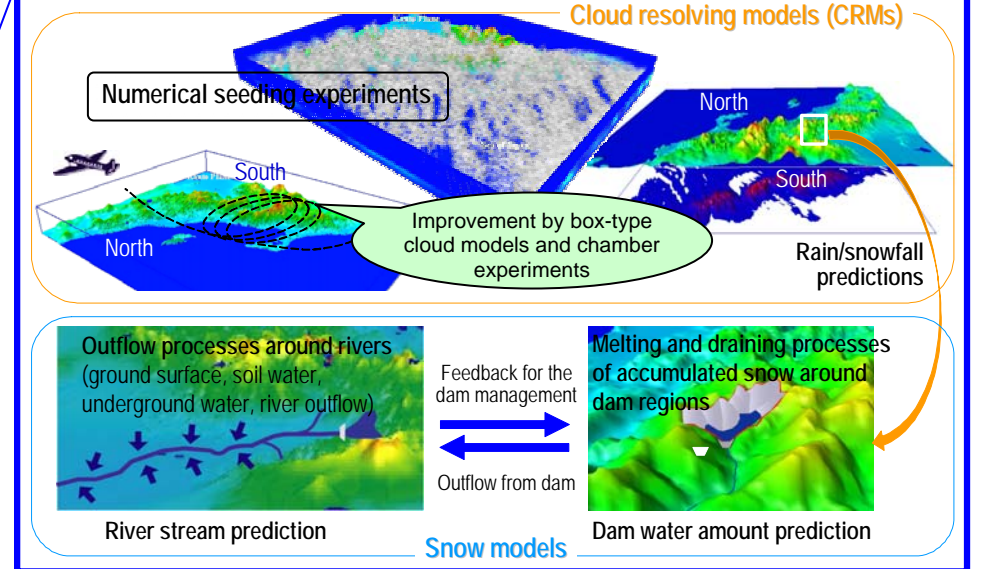 Cloud resolving models (CRMs)
Numerical seeding experiments
North
South
South
North
Improvement by box-type
cloud models and chamber
experiments
Rain/snowfall
predictions
Outflow processes around rivers
(ground surface, soil water,
underground water, river outflow)
Feedback for the
dam management
Outflow from dam
Melting and draining processes
of accumulated snow around
dam regions
River stream prediction
Dam water amount prediction
Snow models